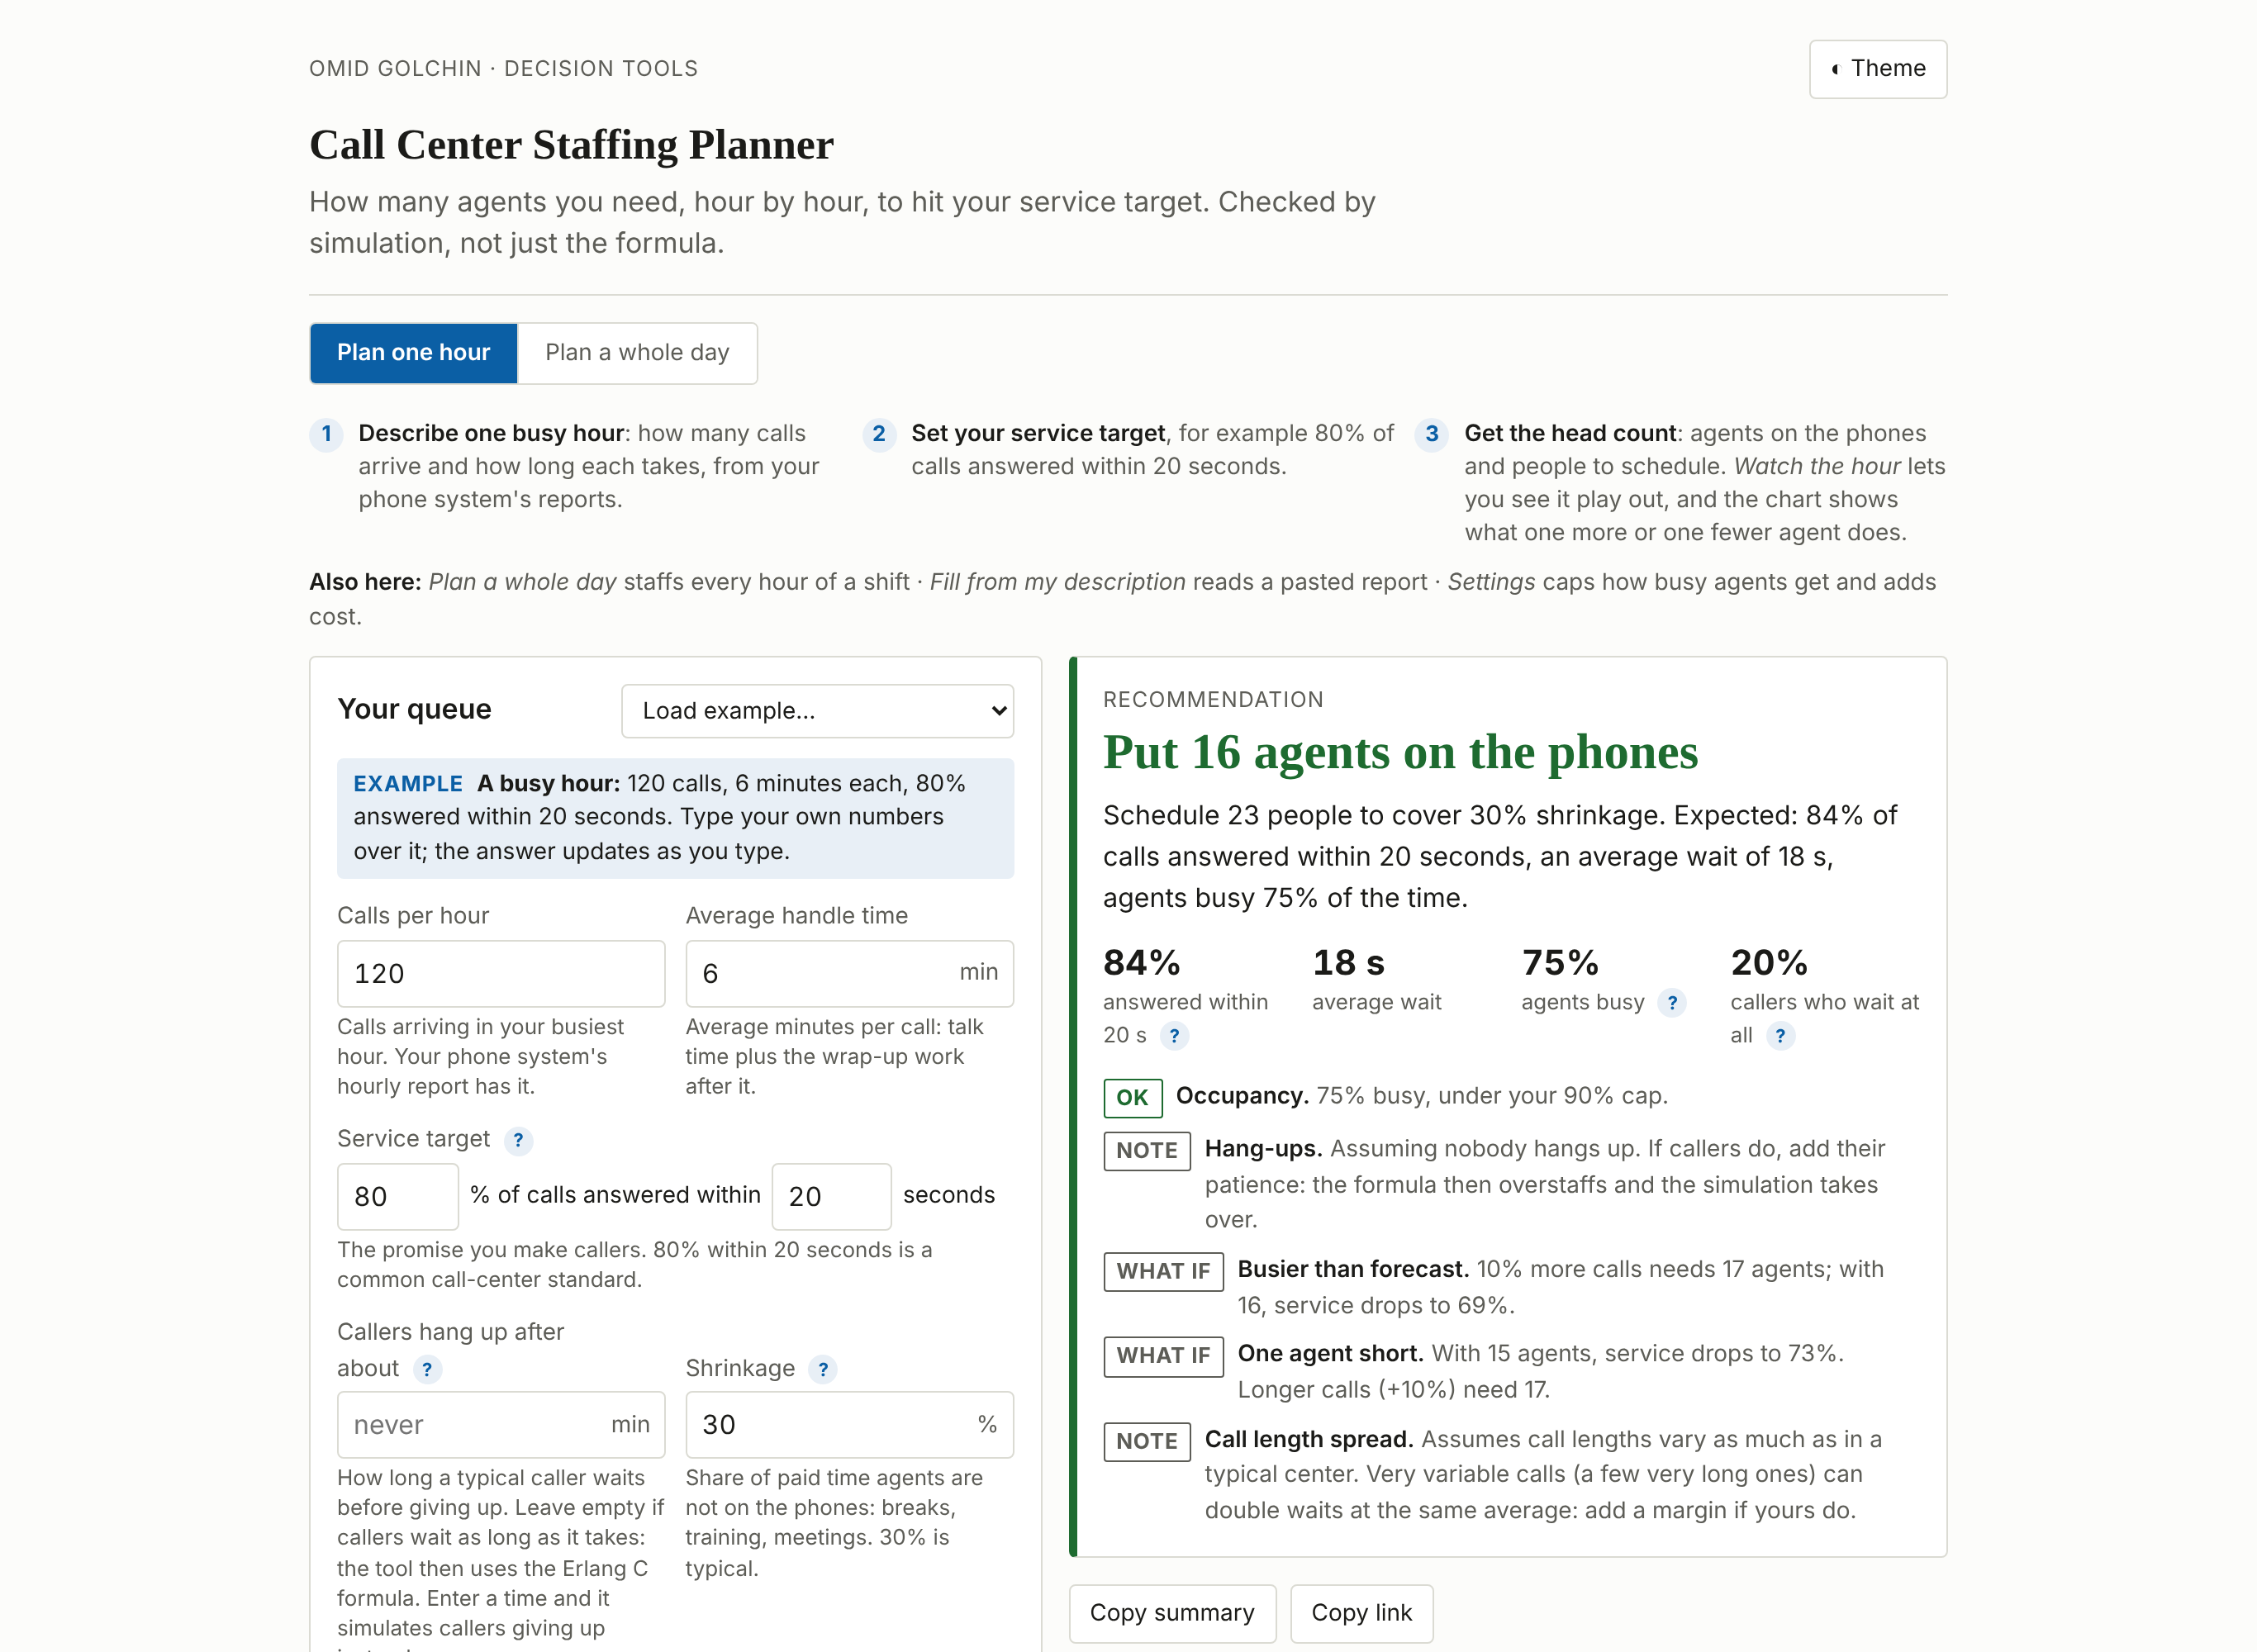 OMID GOLCHIN · DECISION TOOLS
Theme
Call Center Staffing Planner
How many agents you need, hour by hour, to hit your service target. Checked by
simulation, not just the formula.
Plan one hour
Plan a whole day
1 Describe one busy hour: how many calls
arrive and how long each takes, from your
phone system's reports.
2 Set your service target, for example 80% of
calls answered within 20 seconds.
3 Get the head count: agents on the phones
and people to schedule. Watch the hour lets
you see it play out, and the chart shows
what one more or one fewer agent does.
Also here: Plan a whole day staffs every hour of a shift · Fill from my description reads a pasted report · Settings caps how busy agents get and adds
cost.
Your queue
Load example...
EXAMPLE A busy hour: 120 calls, 6 minutes each, 80%
answered within 20 seconds. Type your own numbers
over it; the answer updates as you type.
Calls per hour
120
Calls arriving in your busiest
hour. Your phone system's
hourly report has it.
Average handle time
6 min
Average minutes per call: talk
time plus the wrap-up work
after it.
Service target ?
80 % of calls answered within 20 seconds
The promise you make callers. 80% within 20 seconds is a
common call-center standard.
Callers hang up after
about ?
never min
How long a typical caller waits
before giving up. Leave empty if
callers wait as long as it takes:
the tool then uses the Erlang C
formula. Enter a time and it
simulates callers giving up
Shrinkage ?
30 %
Share of paid time agents are
not on the phones: breaks,
training, meetings. 30% is
typical.
RECOMMENDATION
Put 16 agents on the phones
Schedule 23 people to cover 30% shrinkage. Expected: 84% of
calls answered within 20 seconds, an average wait of 18 s,
agents busy 75% of the time.
84%
answered within
20 s ?
18 s
average wait
75%
agents busy ?
20%
callers who wait at
all ?
OK Occupancy. 75% busy, under your 90% cap.
NOTE Hang-ups. Assuming nobody hangs up. If callers do, add their
patience: the formula then overstaffs and the simulation takes
over.
WHAT IF Busier than forecast. 10% more calls needs 17 agents; with
16, service drops to 69%.
WHAT IF One agent short. With 15 agents, service drops to 73%.
Longer calls (+10%) need 17.
NOTE Call length spread. Assumes call lengths vary as much as in a
typical center. Very variable calls (a few very long ones) can
double waits at the same average: add a margin if yours do.
Copy summary
Copy link